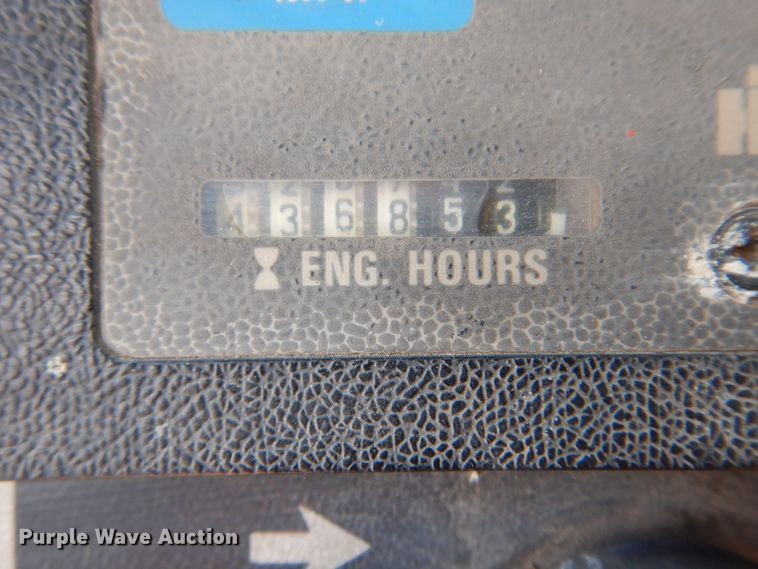 136853
ENG. HOURS
Purple Wave Auction